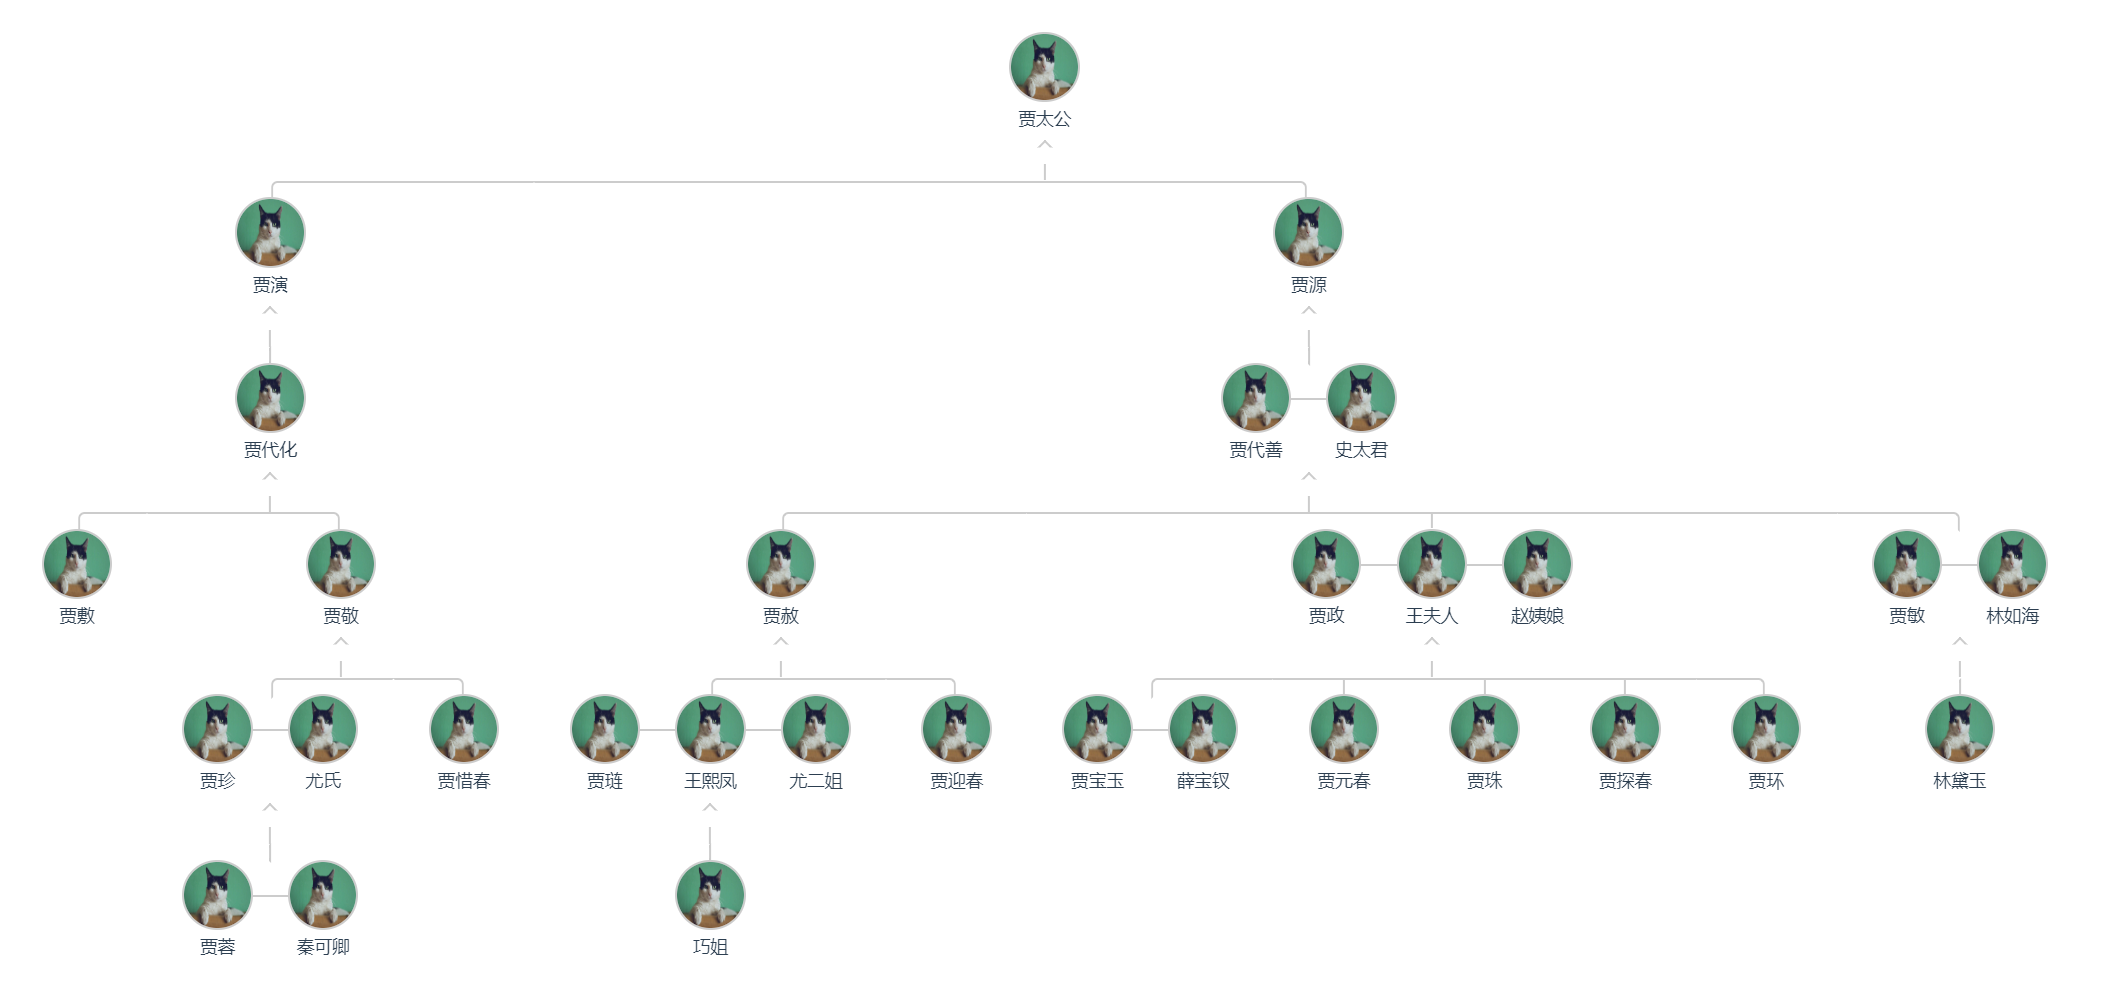 贾太公
贾演
贾源
贾代化
贾代善
史太君
贾敷
贾敬
贾赦
贾政
王夫人
赵姨娘
贾敏
林如海
贾珍
尤氏
贾惜春
贾琏
王熙凤
尤二姐
贾迎春
贾宝玉
薛宝钗
贾元春
贾珠
贾探春
贾环
林黛玉
贾蓉
秦可卿
巧姐